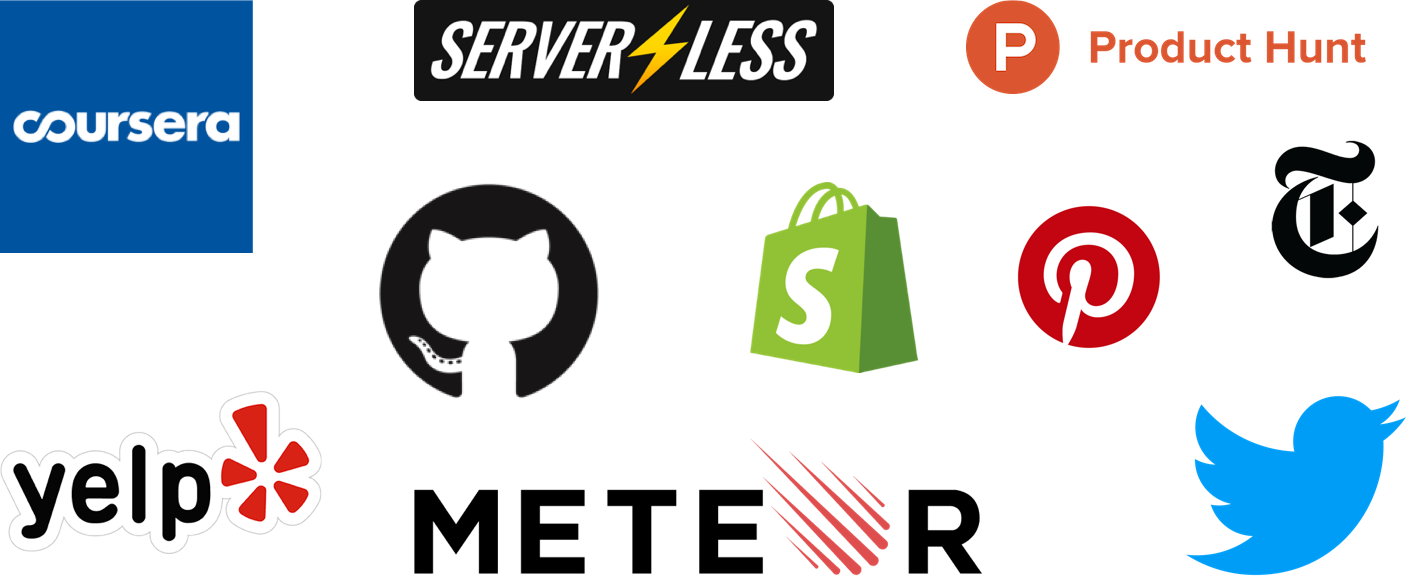 coursera
SERVERLESS
P Product Hunt
T
S
P
yelp
METEOR